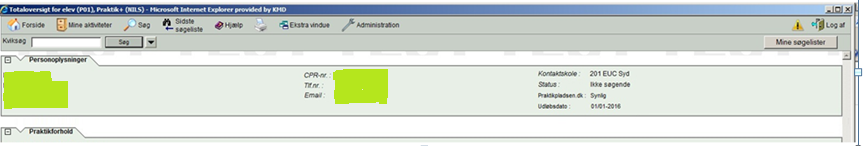 Totaloversigt for elev (P01), Praktik+ (NILS) - Microsoft Internet Explorer provided by KMD
Forside Mine aktiviteter Søg Sidste søgeliste Hjælp Ekstra vindue Administration Log af
Kviksøg Søg Mine søgelister
Personoplysninger
CPR-nr. : Kontaktskole : 201 EUC Syd
Tlf.nr. : Status : Ikke søgende
Email : Praktikpladsen.dk : Synlig
Udløbsdato : 01/01-2016
Praktikforhold